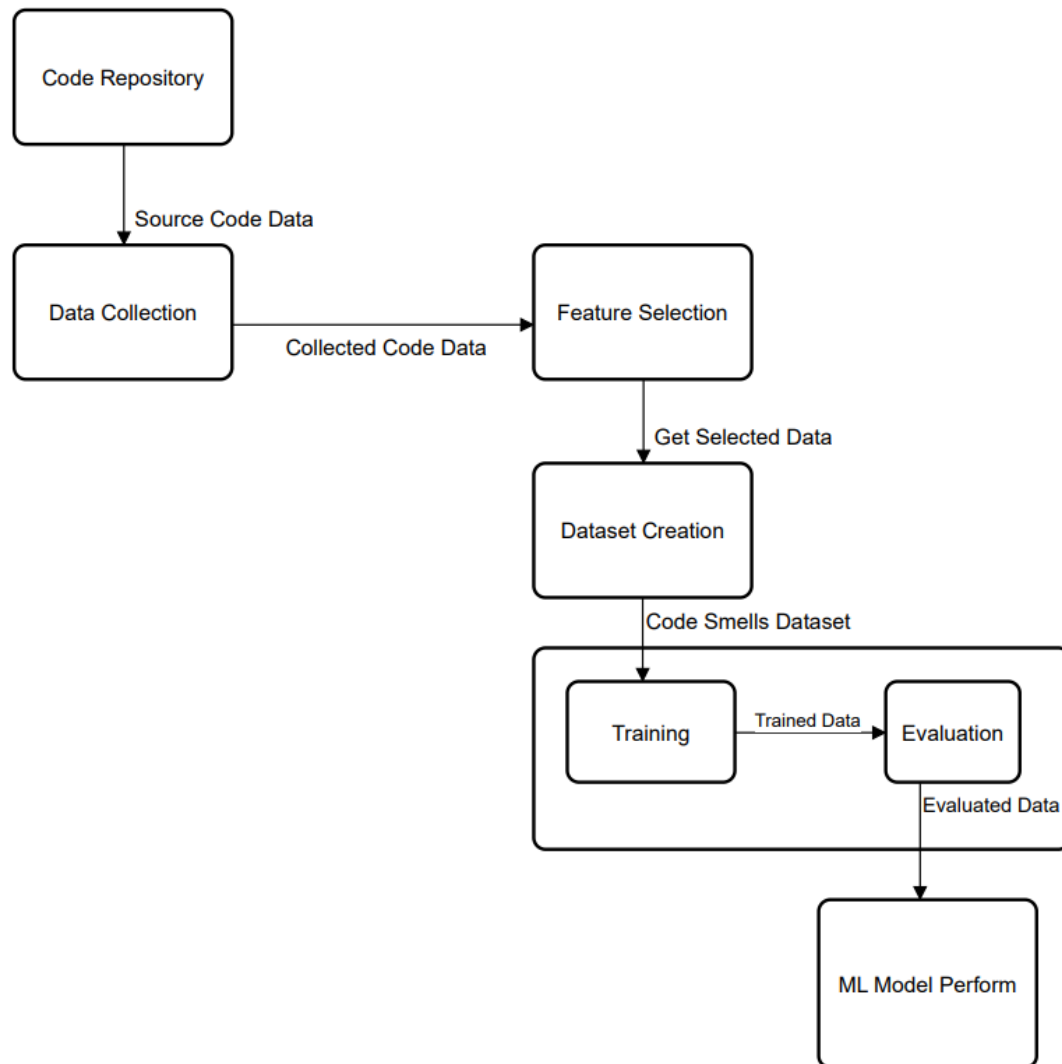 Code Repository
Source Code Data
Data Collection
Collected Code Data
Feature Selection
Get Selected Data
Dataset Creation
Code Smells Dataset
Training
Trained Data
Evaluation
Evaluated Data
ML Model Perform